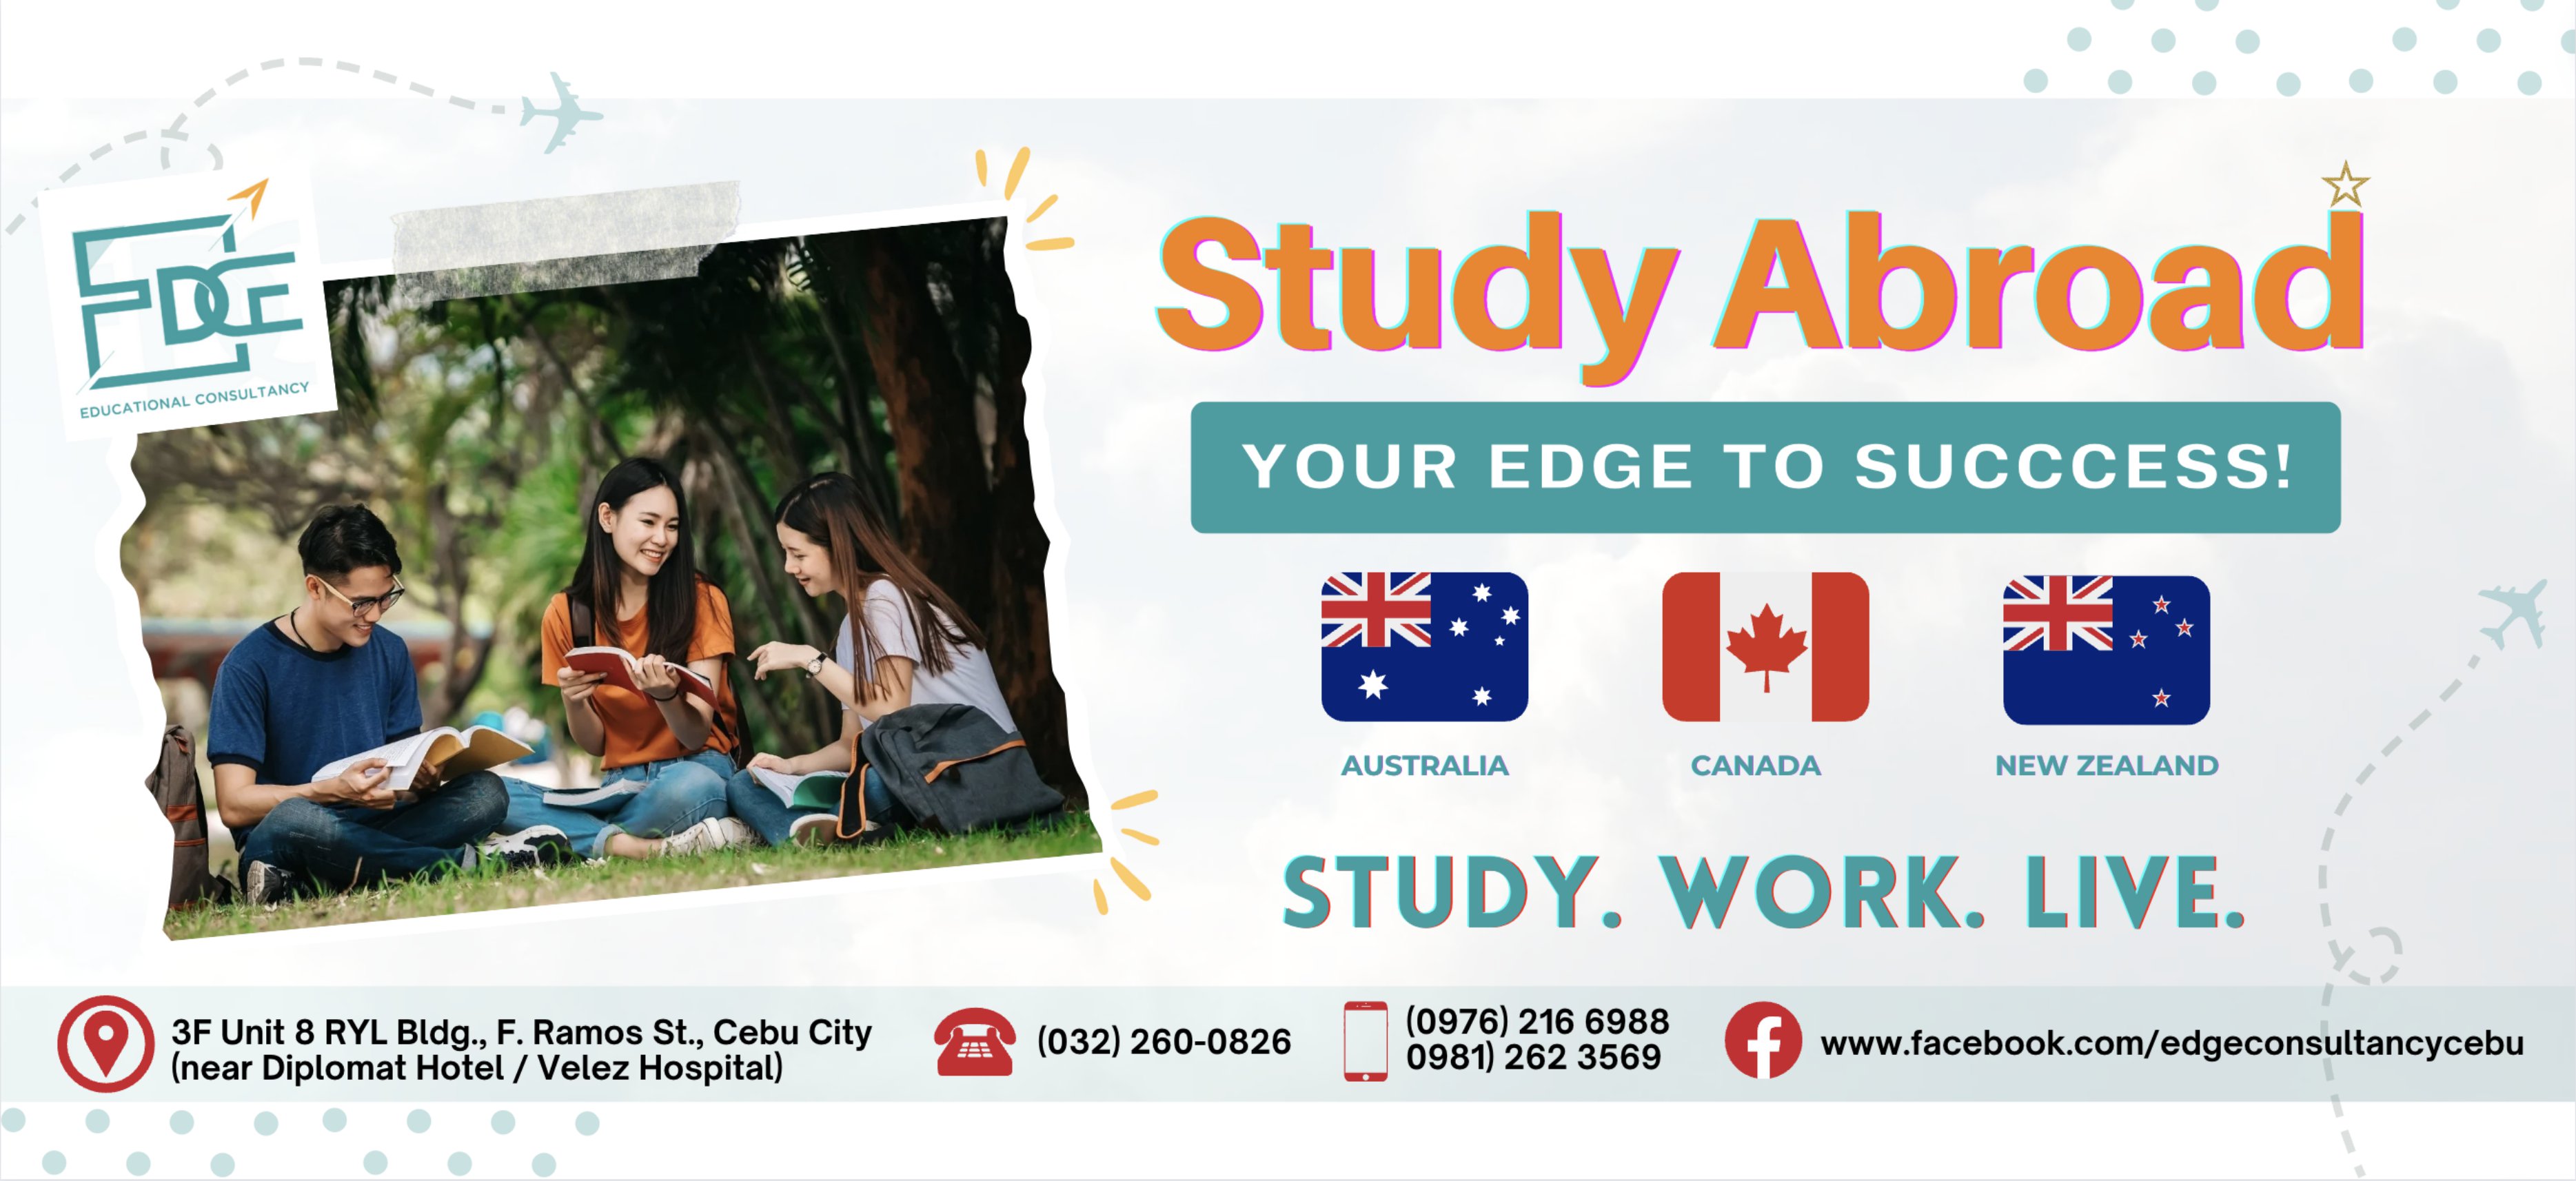 EDGE
EDUCATIONAL CONSULTANCY
Study Abroad
YOUR EDGE TO SUCCCESS!
AUSTRALIA
CANADA
NEW ZEALAND
STUDY. WORK. LIVE.
3F Unit 8 RYL Bldg., F. Ramos St., Cebu City
(near Diplomat Hotel / Velez Hospital)
(032) 260-0826
(0976) 216 6988
0981) 262 3569
www.facebook.com/edgeconsultancycebu